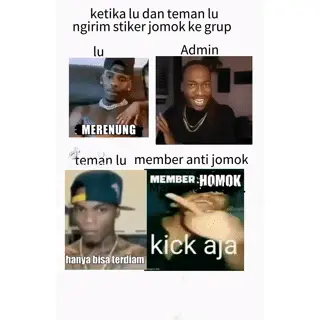 ketika lu dan teman lu
ngirim stiker jomok ke grup
lu
Admin
MERENUNG
teman lu
member anti jomok
hanya bisa terdiam
MEMBER :HOMOK
kick aja